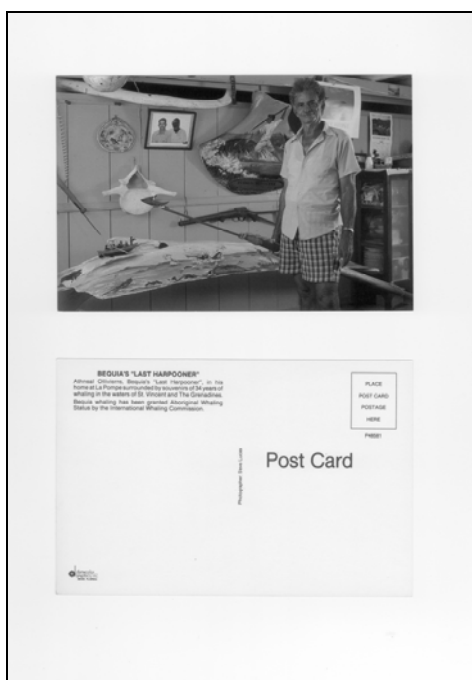 BEQUIA'S "LAST HARPOONER"
Athneal Ollivierre, Bequia's "Last Harpooner", in his
home at La Pompe surrounded by souvenirs of 34 years of
whaling in the waters of St. Vincent and The Grenadines.
Bequia whaling has been granted Aboriginal Whaling
Status by the International Whaling Commission.
PLACE
POST CARD
POSTAGE
HERE
Post Card